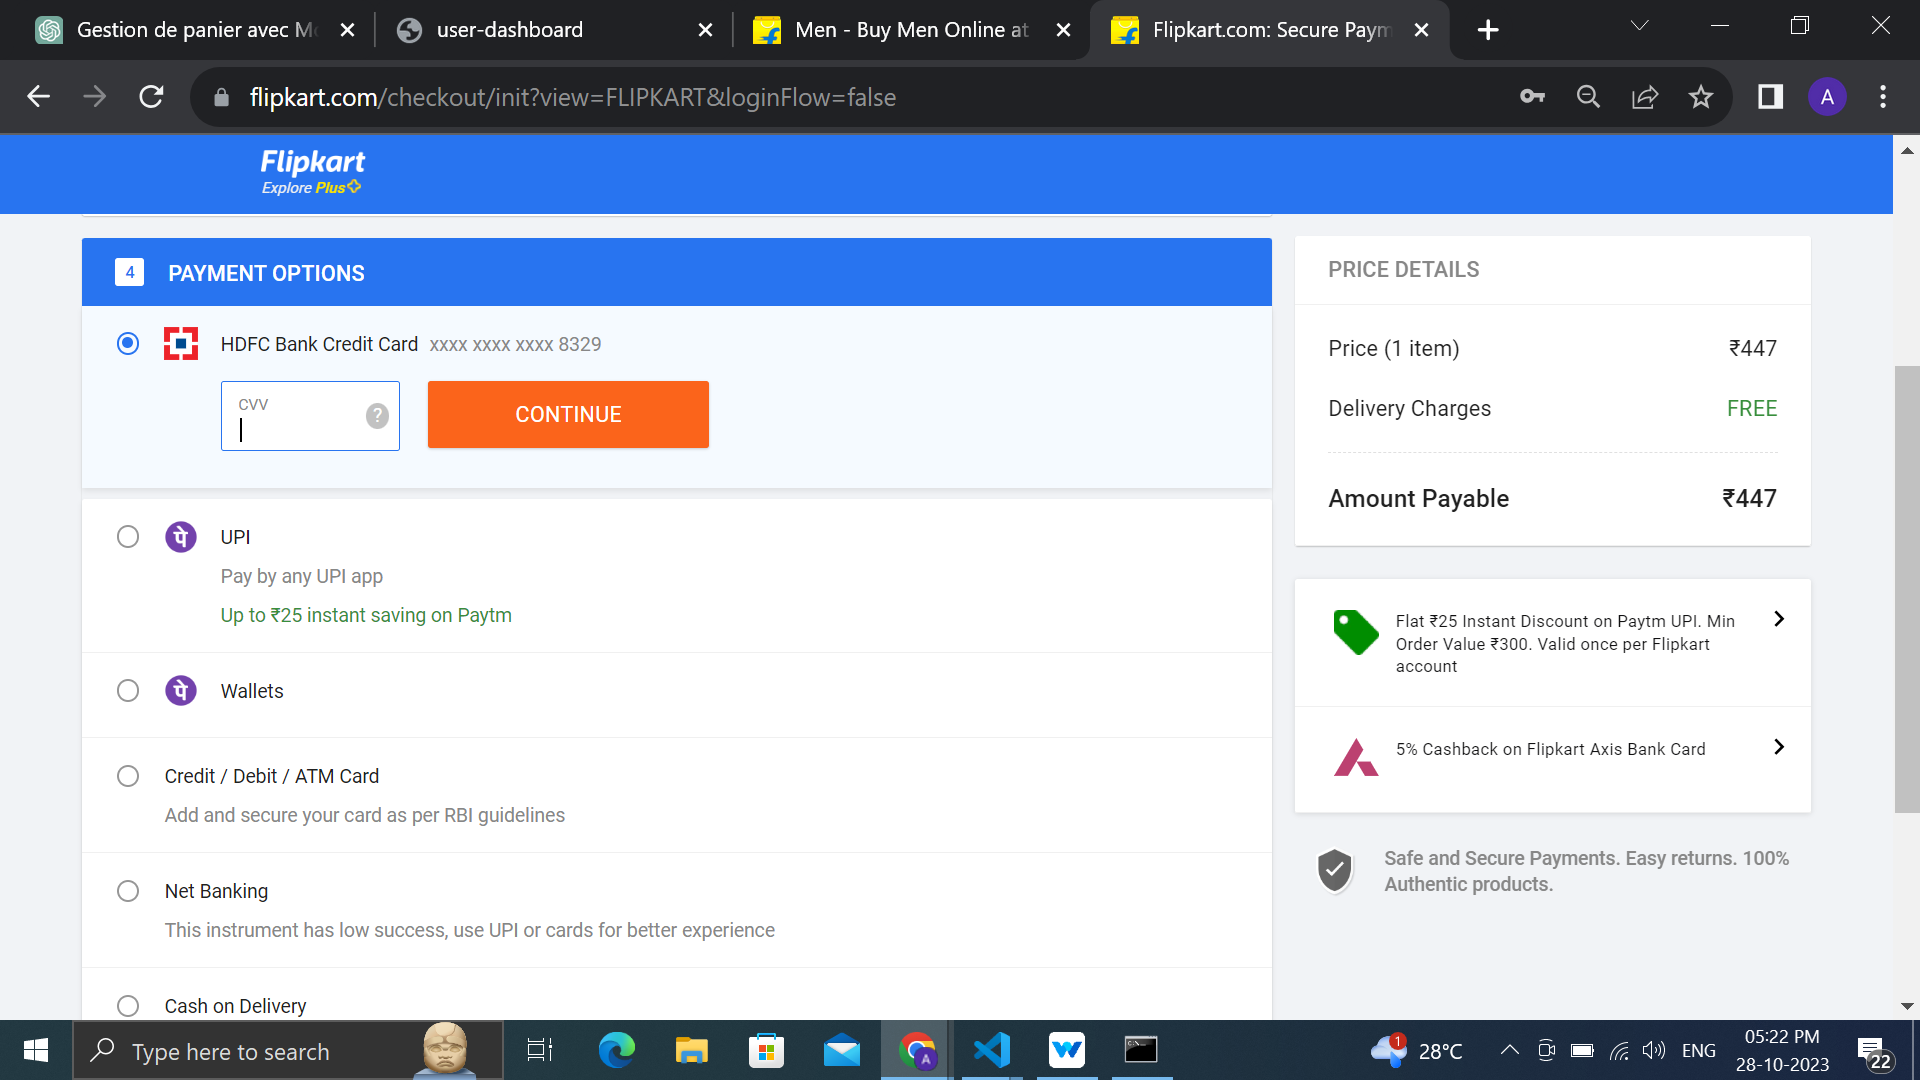 Gestion de panier avec Mo
user-dashboard
Men - Buy Men Online at
Flipkart.com: Secure Paym
flipkart.com/checkout/init?view=FLIPKART&loginFlow=false
A
Flipkart
Explore Plus
4 PAYMENT OPTIONS
HDFC Bank Credit Card xxxx xxxx xxxx 8329
CVV
?
CONTINUE
पे UPI
Pay by any UPI app
Up to ₹25 instant saving on Paytm
पे Wallets
Credit / Debit / ATM Card
Add and secure your card as per RBI guidelines
Net Banking
This instrument has low success, use UPI or cards for better experience
Cash on Delivery
PRICE DETAILS
Price (1 item) ₹447
Delivery Charges FREE
Amount Payable ₹447
Flat ₹25 Instant Discount on Paytm UPI. Min
Order Value ₹300. Valid once per Flipkart
account
5% Cashback on Flipkart Axis Bank Card
Safe and Secure Payments. Easy returns. 100%
Authentic products.
Type here to search
A
1
28°C
ENG
05:22 PM
28-10-2023
22